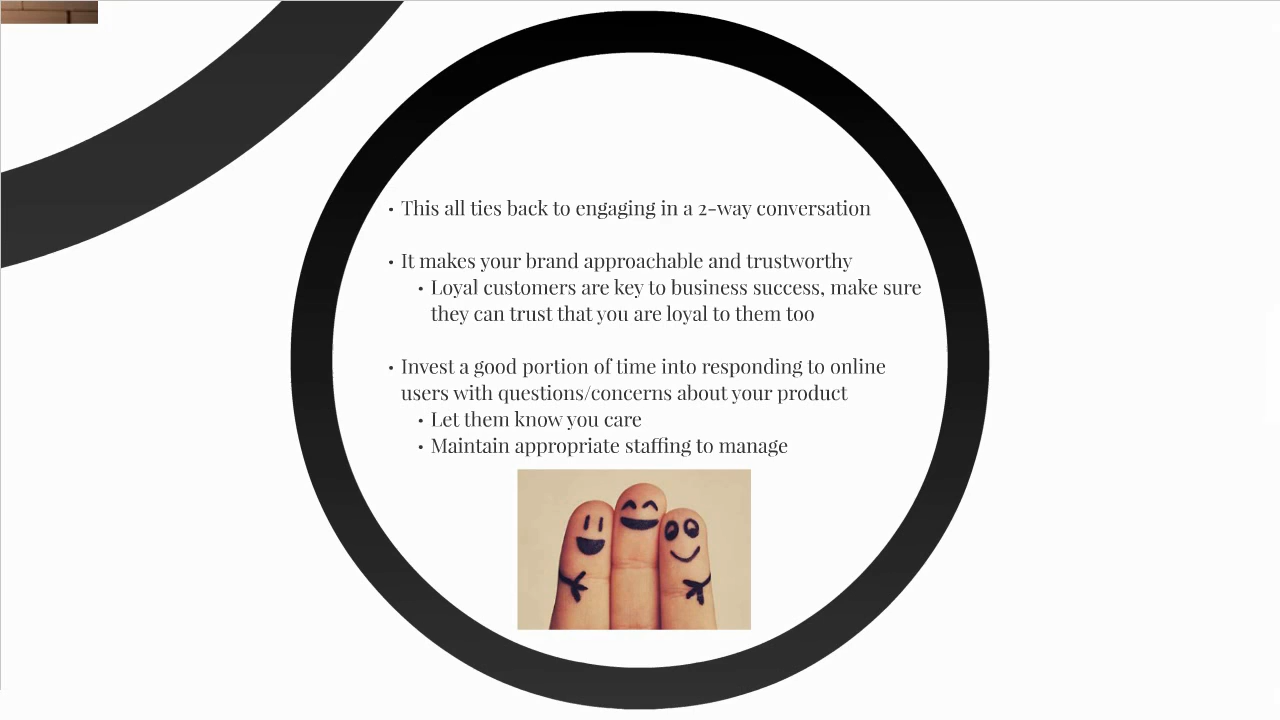 • This all ties back to engaging in a 2-way conversation
• It makes your brand approachable and trustworthy
• Loyal customers are key to business success, make sure
they can trust that you are loyal to them too
• Invest a good portion of time into responding to online
users with questions/concerns about your product
• Let them know you care
• Maintain appropriate staffing to manage